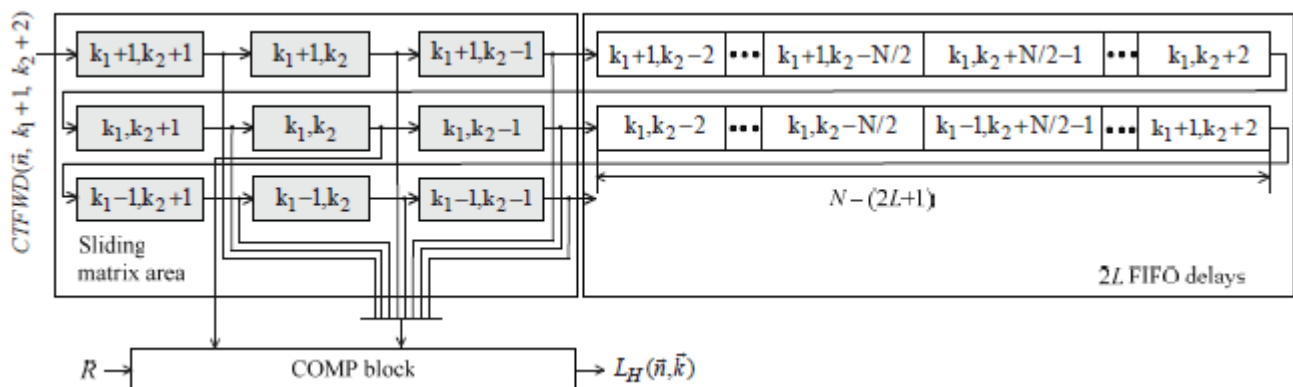 CTFWD(n⃗, k₁+1, k₂+2)
k₁+1,k₂+1 k₁+1,k₂ k₁+1,k₂−1 k₁+1,k₂−2 ••• k₁+1,k₂−N/2 k₁,k₂+N/2−1 ••• k₁,k₂+2
k₁,k₂+1 k₁,k₂ k₁,k₂−1 k₁,k₂−2 ••• k₁,k₂−N/2 k₁−1,k₂+N/2−1 ••• k₁+1,k₂+2
k₁−1,k₂+1 k₁−1,k₂ k₁−1,k₂−1 N−(2L+1)
Sliding
matrix area
2L FIFO delays
R COMP block L_H(n⃗,k⃗)